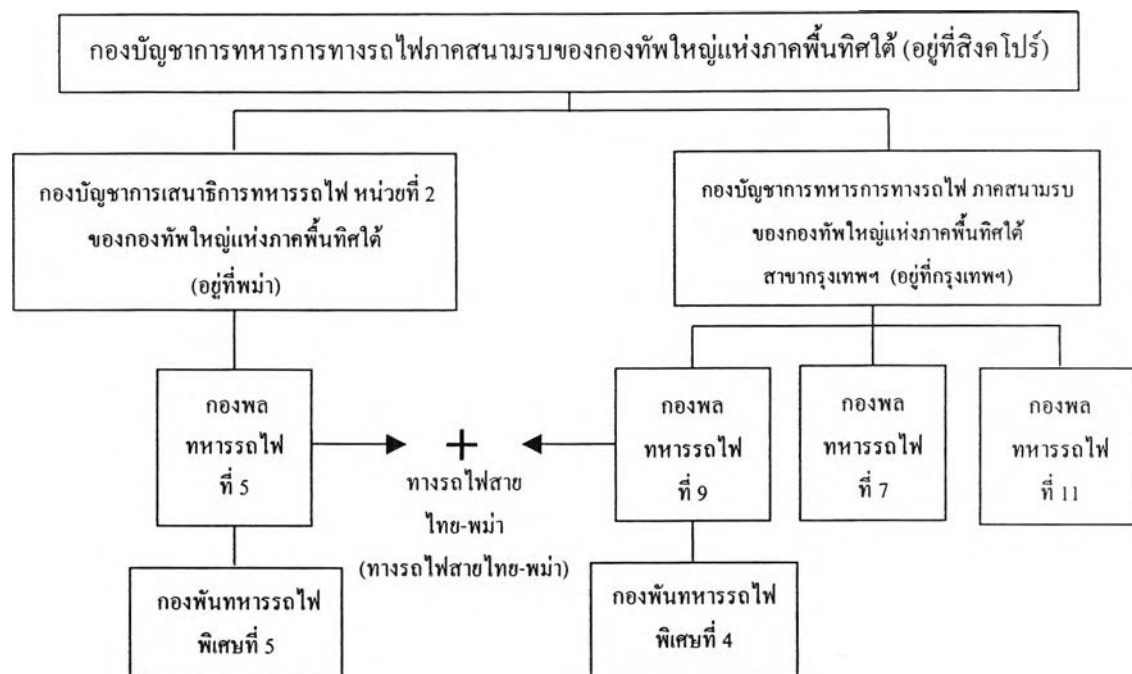 กองบัญชาการทหารการทางรถไฟภาคสนามรบของกองทัพใหญ่แห่งภาคพื้นทิศใต้ (อยู่ที่สิงคโปร์)
กองบัญชาการเสนาธิการทหารรถไฟ หน่วยที่ 2
ของกองทัพใหญ่แห่งภาคพื้นทิศใต้
(อยู่ที่พม่า)
กองบัญชาการทหารการทางรถไฟ ภาคสนามรบ
ของกองทัพใหญ่แห่งภาคพื้นทิศใต้
สาขากรุงเทพฯ (อยู่ที่กรุงเทพฯ)
กองพล
ทหารรถไฟ
ที่ 5
ทางรถไฟสาย
ไทย-พม่า
(ทางรถไฟสายไทย-พม่า)
กองพล
ทหารรถไฟ
ที่ 9
กองพล
ทหารรถไฟ
ที่ 7
กองพล
ทหารรถไฟ
ที่ 11
กองพันทหารรถไฟ
พิเศษที่ 5
กองพันทหารรถไฟ
พิเศษที่ 4